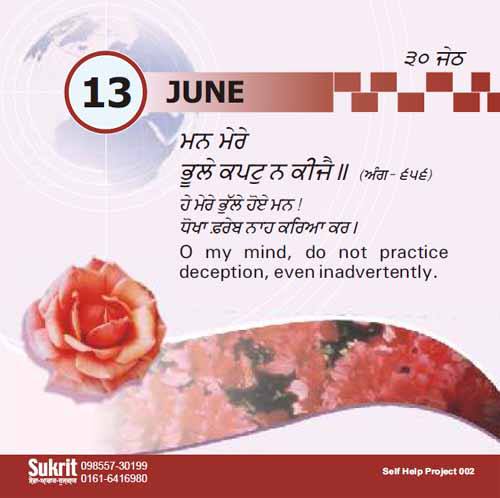 ੩੦ ਜੇਠ
13 JUNE
ਮਨ ਮੇਰੇ
ਭੂਲੇ ਕਪਟੁ ਨ ਕੀਜੈ॥ (ਅੰਗ - ੬੫੬)
ਹੇ ਮੇਰੇ ਭੁੱਲੇ ਹੋਏ ਮਨ!
ਧੋਖਾ ਫ਼ਰੇਬ ਨਾਹ ਕਰਿਆ ਕਰ।
O my mind, do not practice
deception, even inadvertently.
Sukrit 098557-30199
0161-6416980
Self Help Project 002